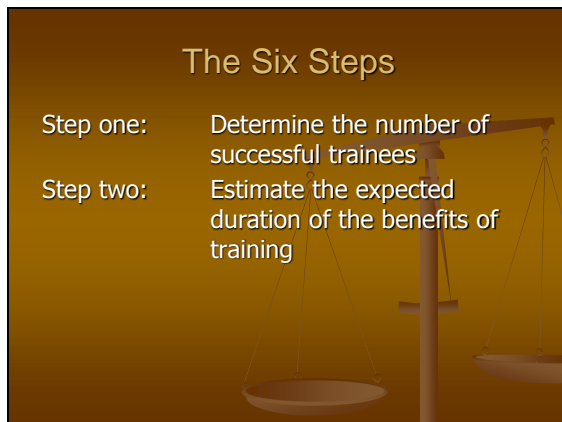 The Six Steps
Step one: Determine the number of
successful trainees
Step two: Estimate the expected
duration of the benefits of
training